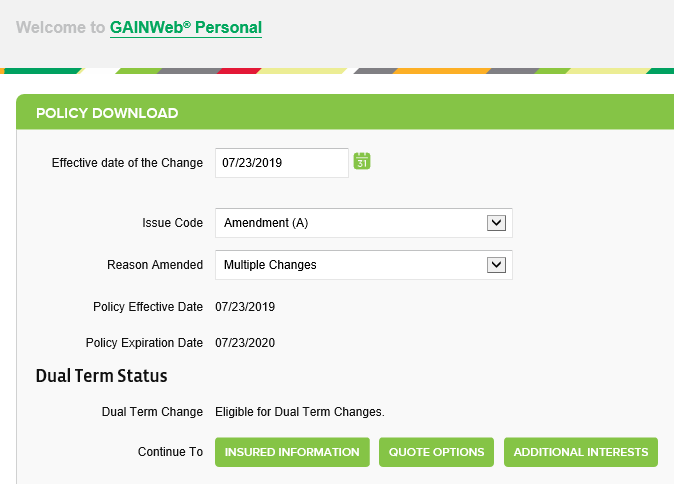 Welcome to GAINWeb® Personal
POLICY DOWNLOAD
Effective date of the Change 07/23/2019 31
Issue Code Amendment (A)
Reason Amended Multiple Changes
Policy Effective Date 07/23/2019
Policy Expiration Date 07/23/2020
Dual Term Status
Dual Term Change Eligible for Dual Term Changes.
Continue To INSURED INFORMATION QUOTE OPTIONS ADDITIONAL INTERESTS